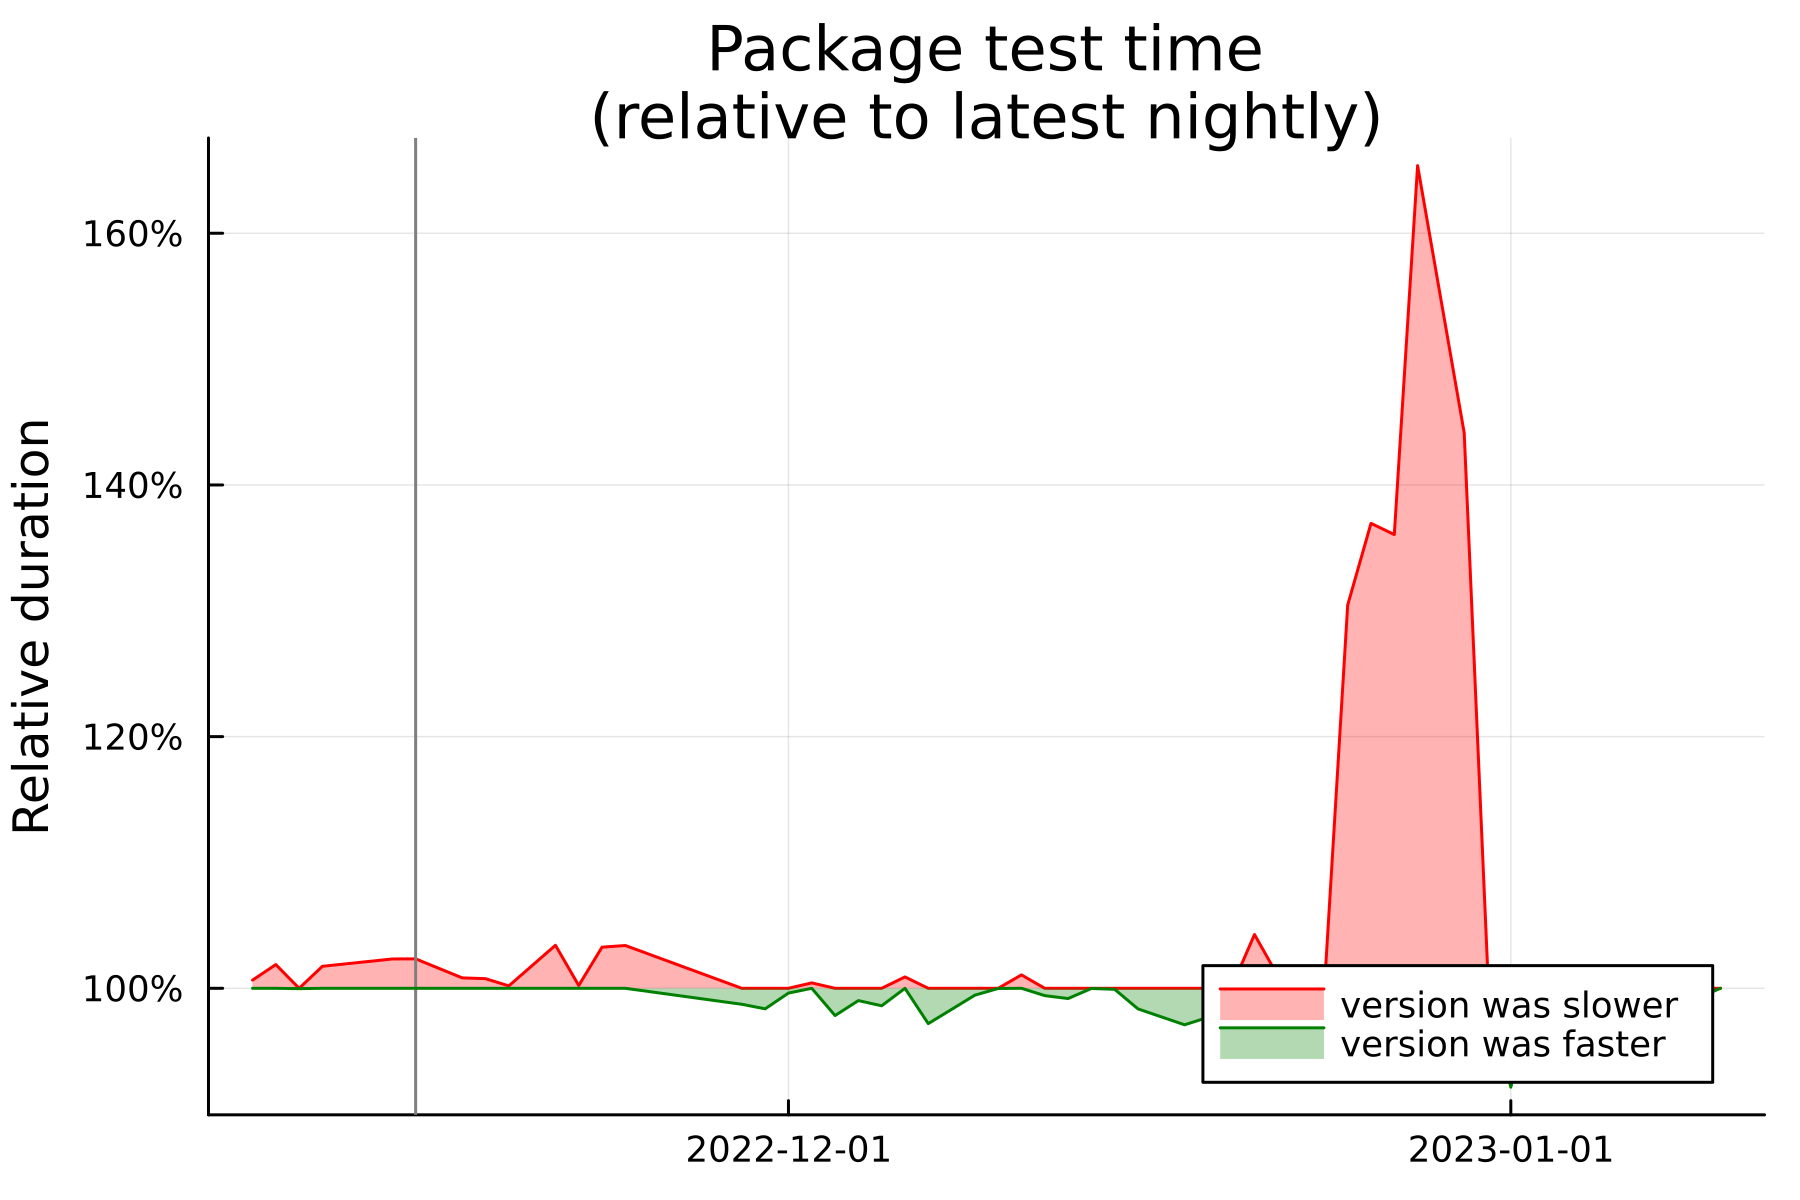 Package test time
(relative to latest nightly)
Relative duration
160%
140%
120%
100%
version was slower
version was faster
2022-12-01
2023-01-01